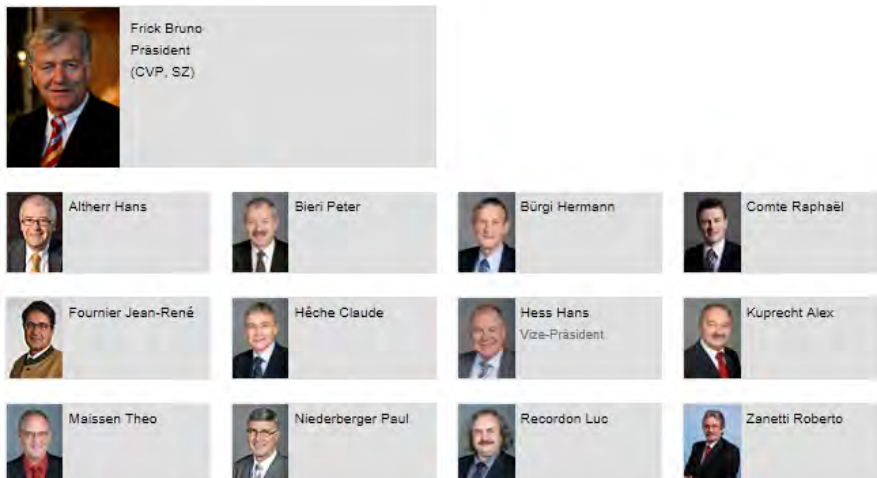 Frick Bruno
Präsident
(CVP, SZ)
Altherr Hans
Bieri Peter
Bürgi Hermann
Comte Raphaël
Fournier Jean-René
Hêche Claude
Hess Hans
Vize-Präsident
Kuprecht Alex
Maissen Theo
Niederberger Paul
Recordon Luc
Zanetti Roberto